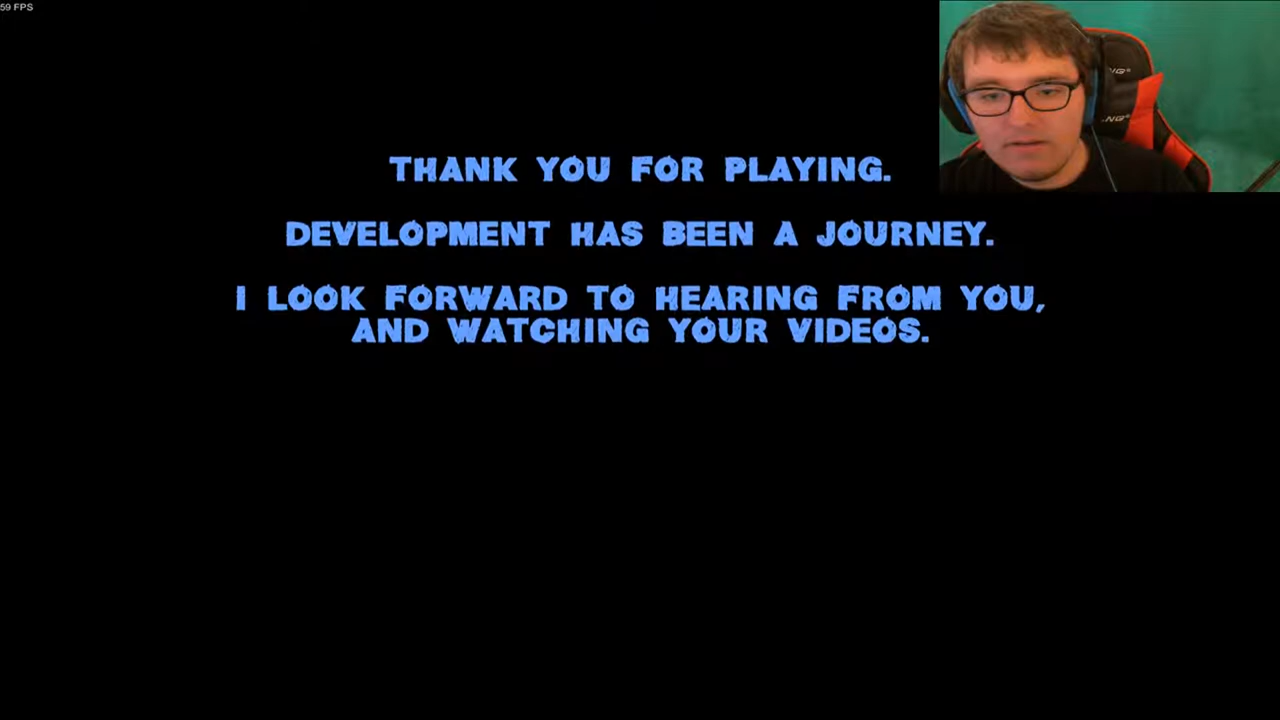 59 FPS
THANK YOU FOR PLAYING.
DEVELOPMENT HAS BEEN A JOURNEY.
I LOOK FORWARD TO HEARING FROM YOU,
AND WATCHING YOUR VIDEOS.